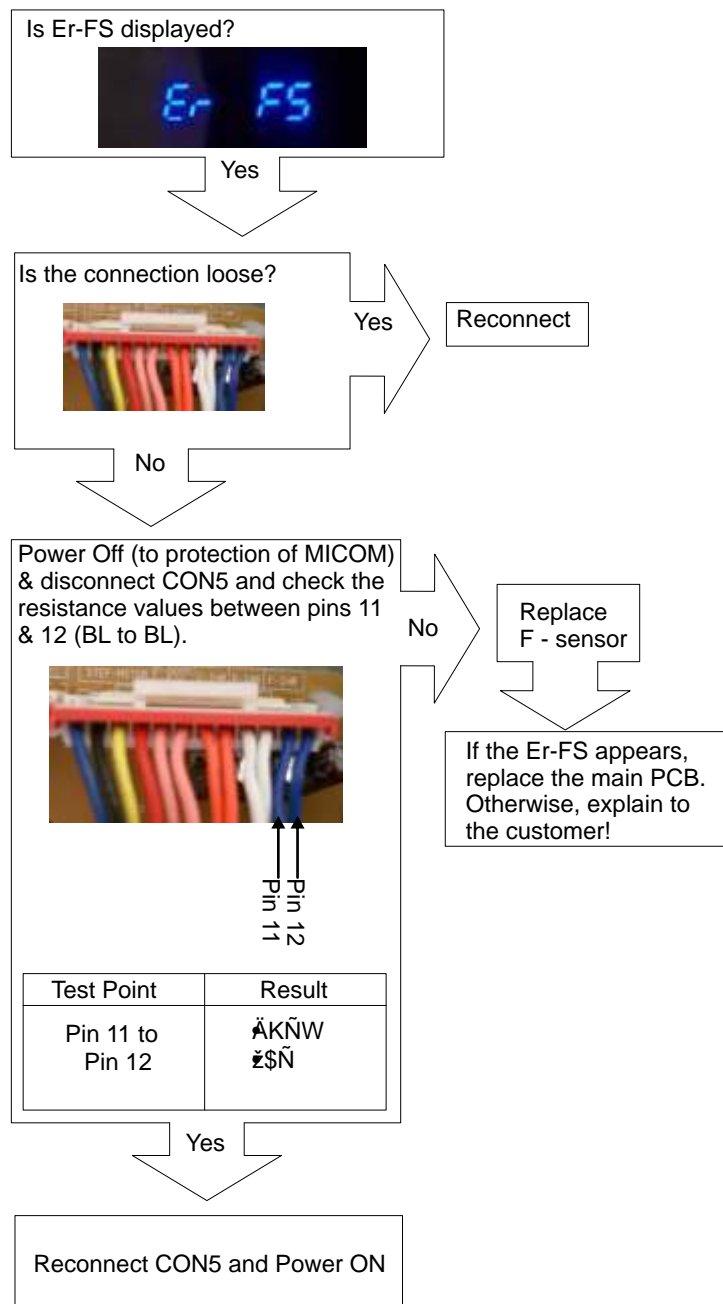 Is Er-FS displayed?
Er FS
Yes
Is the connection loose?
Yes
Reconnect
No
Power Off (to protection of MICOM)
& disconnect CON5 and check the
resistance values between pins 11
& 12 (BL to BL).
No
Replace
F - sensor
If the Er-FS appears,
replace the main PCB.
Otherwise, explain to
the customer!
Pin 11
Pin 12
Test Point
Result
Pin 11 to
Pin 12
ÄKÑW
ž$Ñ
Yes
Reconnect CON5 and Power ON